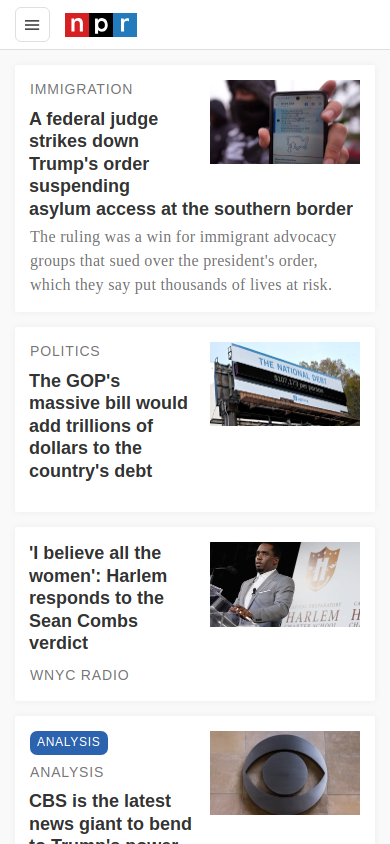 npr
IMMIGRATION
A federal judge
strikes down
Trump's order
suspending
asylum access at the southern border
The ruling was a win for immigrant advocacy
groups that sued over the president's order,
which they say put thousands of lives at risk.
POLITICS
The GOP's
massive bill would
add trillions of
dollars to the
country's debt
THE NATIONAL DEBT
'I believe all the
women': Harlem
responds to the
Sean Combs
verdict
HARLEM
WNYC RADIO
ANALYSIS
ANALYSIS
CBS is the latest
news giant to bend
to Trump's power